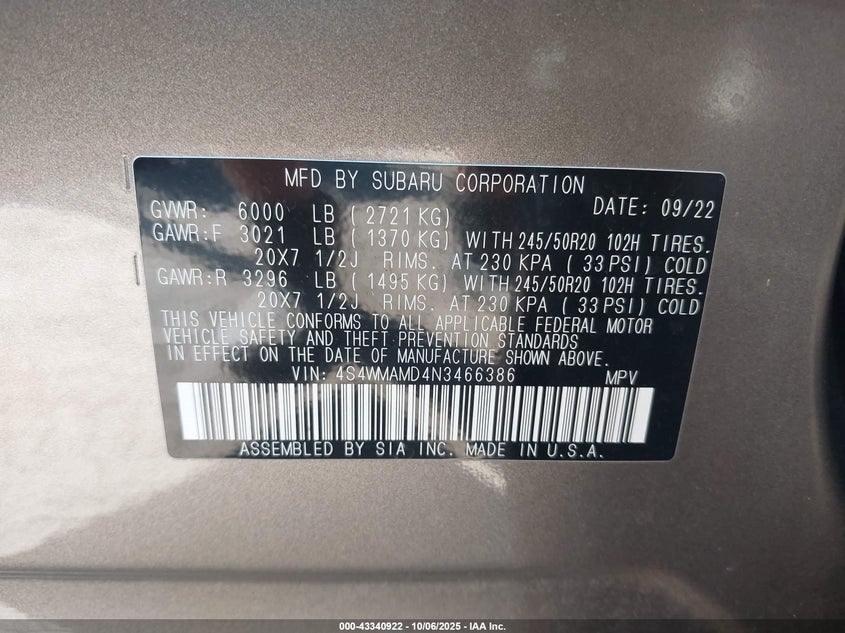 MFD BY SUBARU CORPORATION
GVWR: 6000 LB ( 2721 KG) DATE: 09/22
GAWR:F 3021 LB ( 1370 KG) WITH 245/50R20 102H TIRES.
20X7 1/2J RIMS. AT 230 KPA ( 33 PSI) COLD
GAWR:R 3296 LB ( 1495 KG) WITH 245/50R20 102H TIRES.
20X7 1/2J RIMS. AT 230 KPA ( 33 PSI) COLD
THIS VEHICLE CONFORMS TO ALL APPLICABLE FEDERAL MOTOR
VEHICLE SAFETY AND THEFT PREVENTION STANDARDS
IN EFFECT ON THE DATE OF MANUFACTURE SHOWN ABOVE.
VIN: 4S4WMAMD4N3466386 MPV
ASSEMBLED BY SIA INC. MADE IN U.S.A.
000-43340922 - 10/06/2025 - IAA Inc.